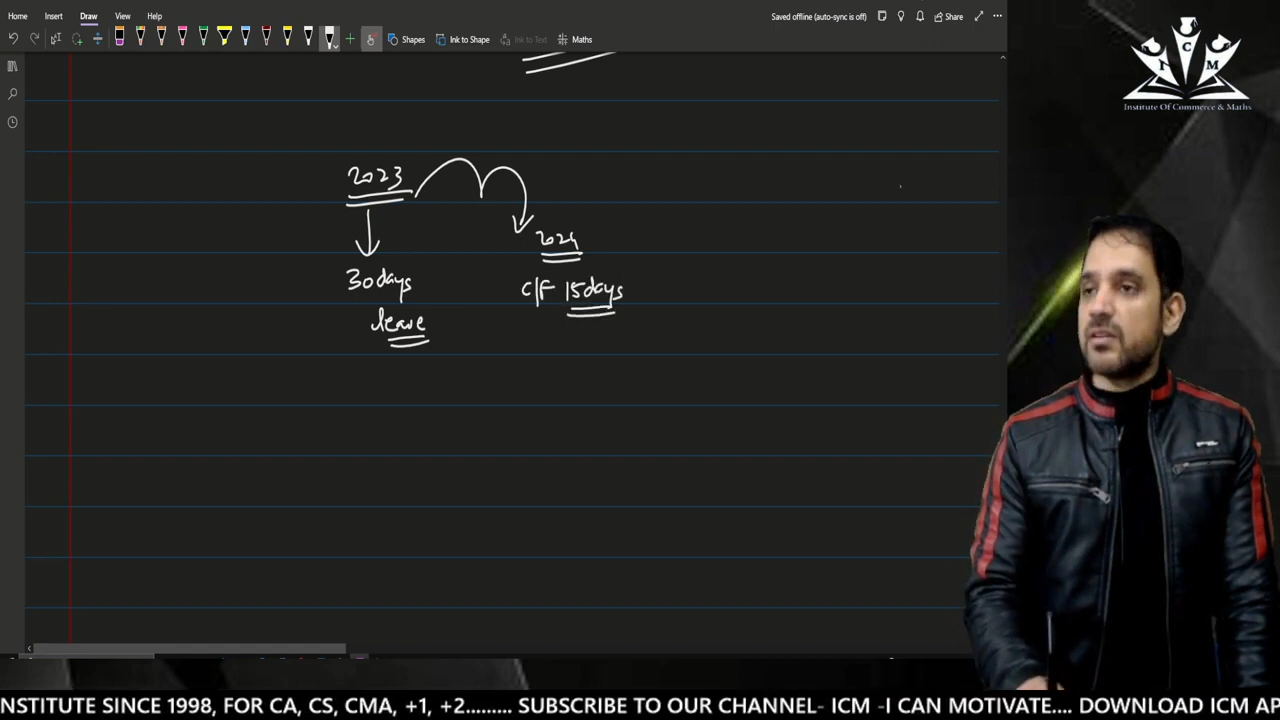 Home Insert Draw View Help
Saved offline (auto-sync is off) Share
Shapes Ink to Shape Ink to Text Maths
I C M
Institute Of Commerce & Maths
2023
2024
30days
C/F 15days
leave
NSTITUTE SINCE 1998, FOR CA, CS, CMA, +1, +2......... SUBSCRIBE TO OUR CHANNEL- ICM -I CAN MOTIVATE.... DOWNLOAD ICM AP